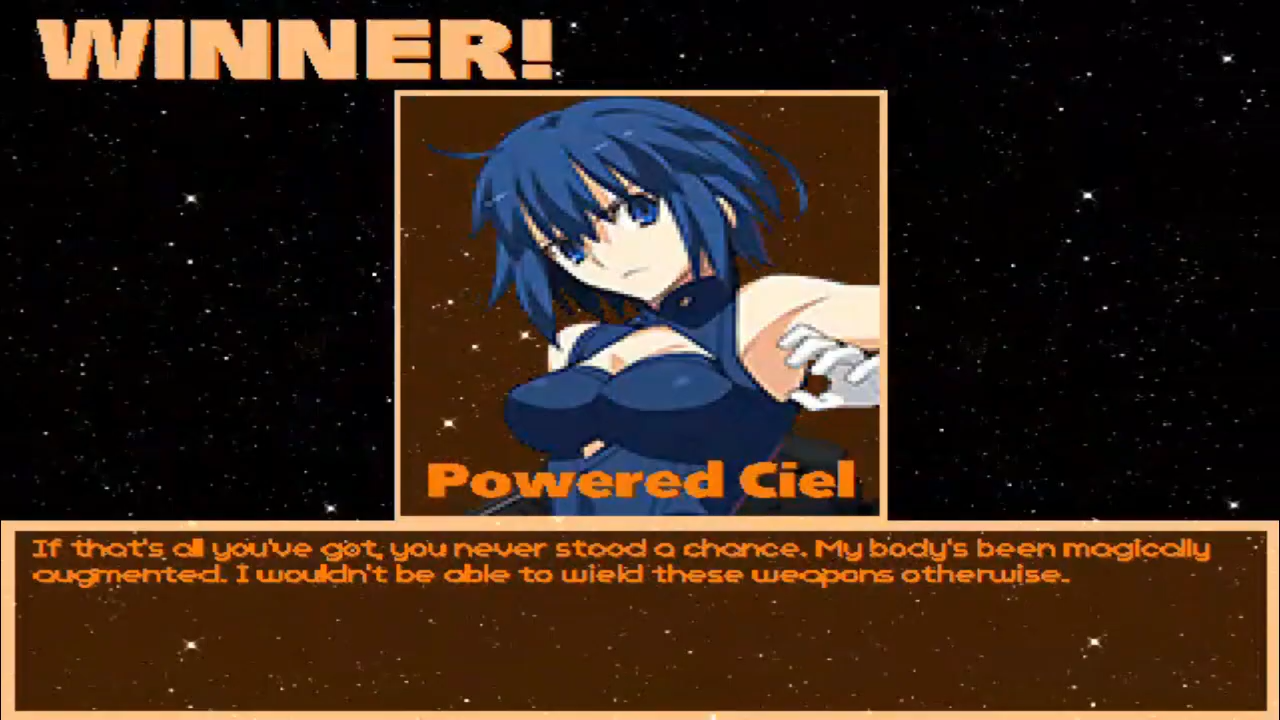 WINNER!
Powered Ciel
If that's all you've got, you never stood a chance. My body's been magically
augmented. I wouldn't be able to wield these weapons otherwise.